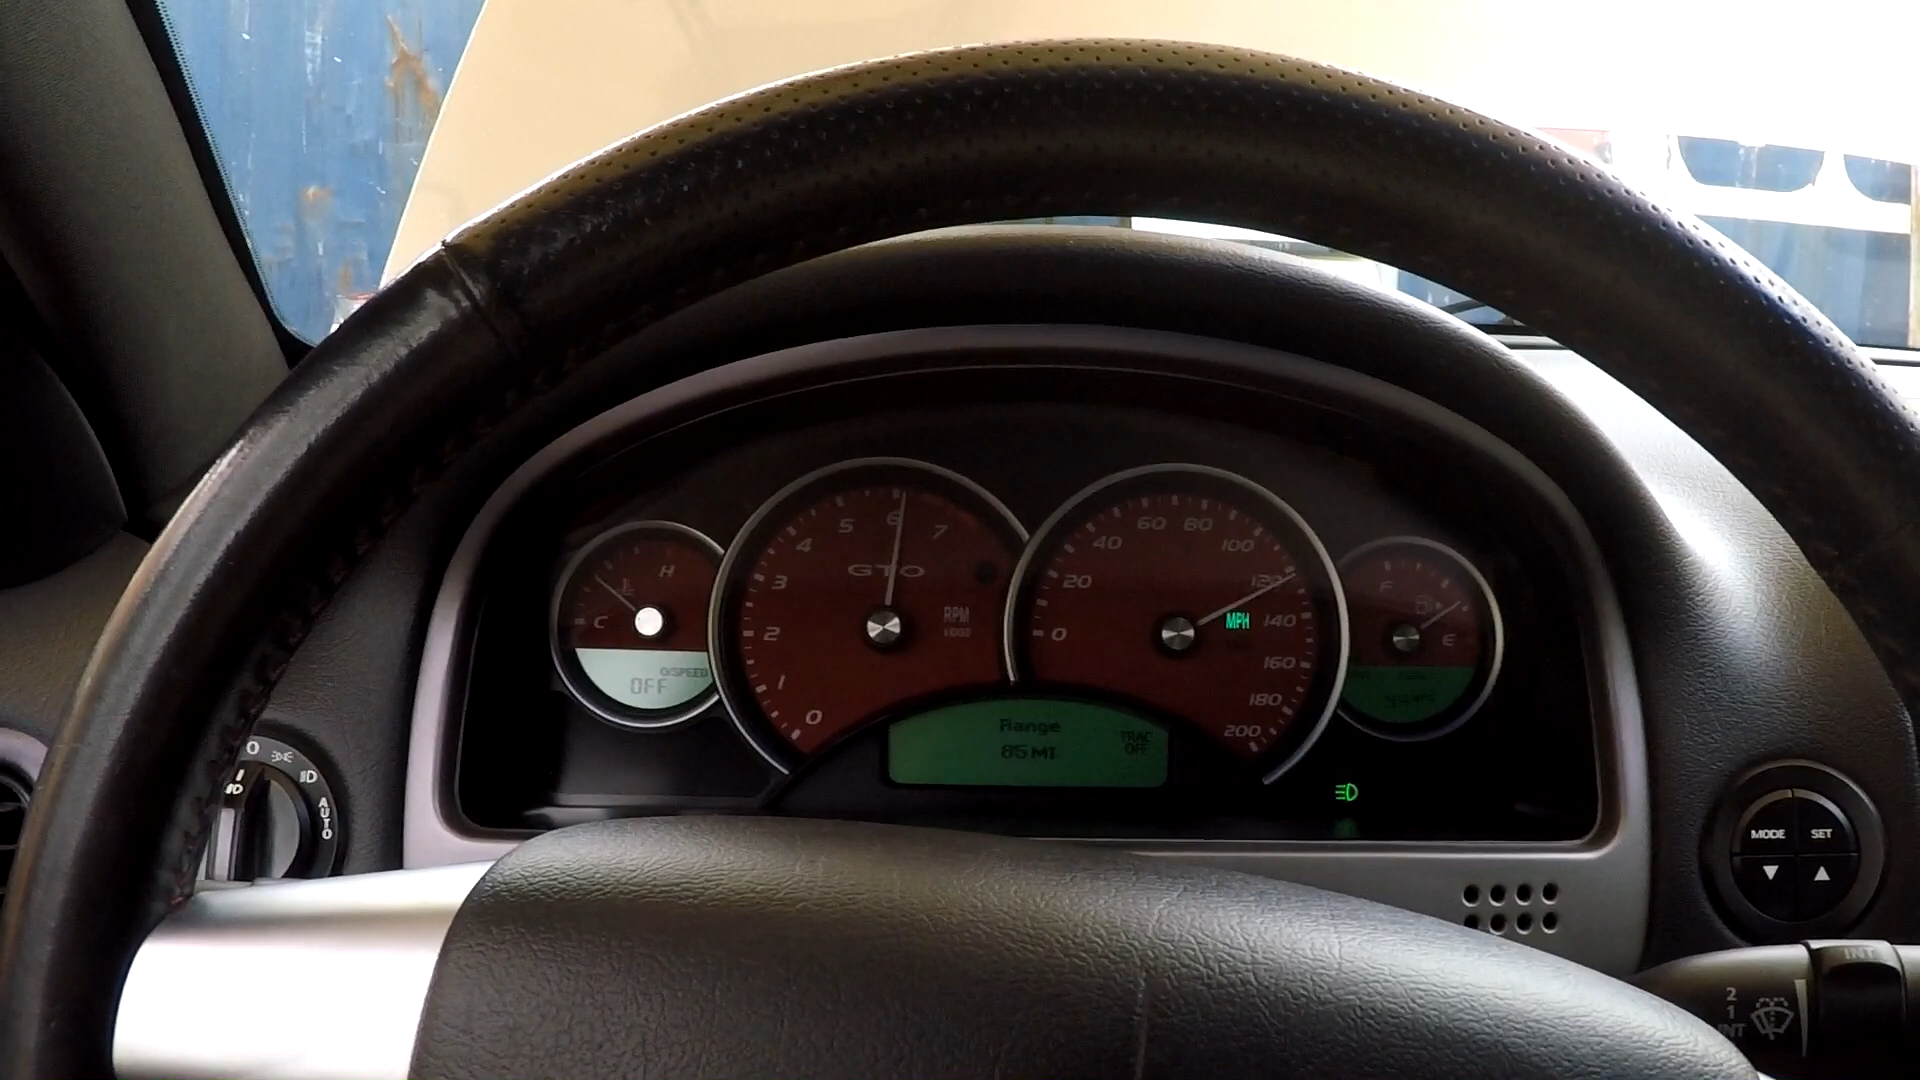 H
C
O/SPEED
OFF
0
1
2
3
4
5
6
7
GTO
RPM
x1000
0
20
40
60
80
100
120
140
160
180
200
MPH
F
E
Range
85 MI
TRAC
OFF
O
AUTO
MODE SET
INT
2
1
INT